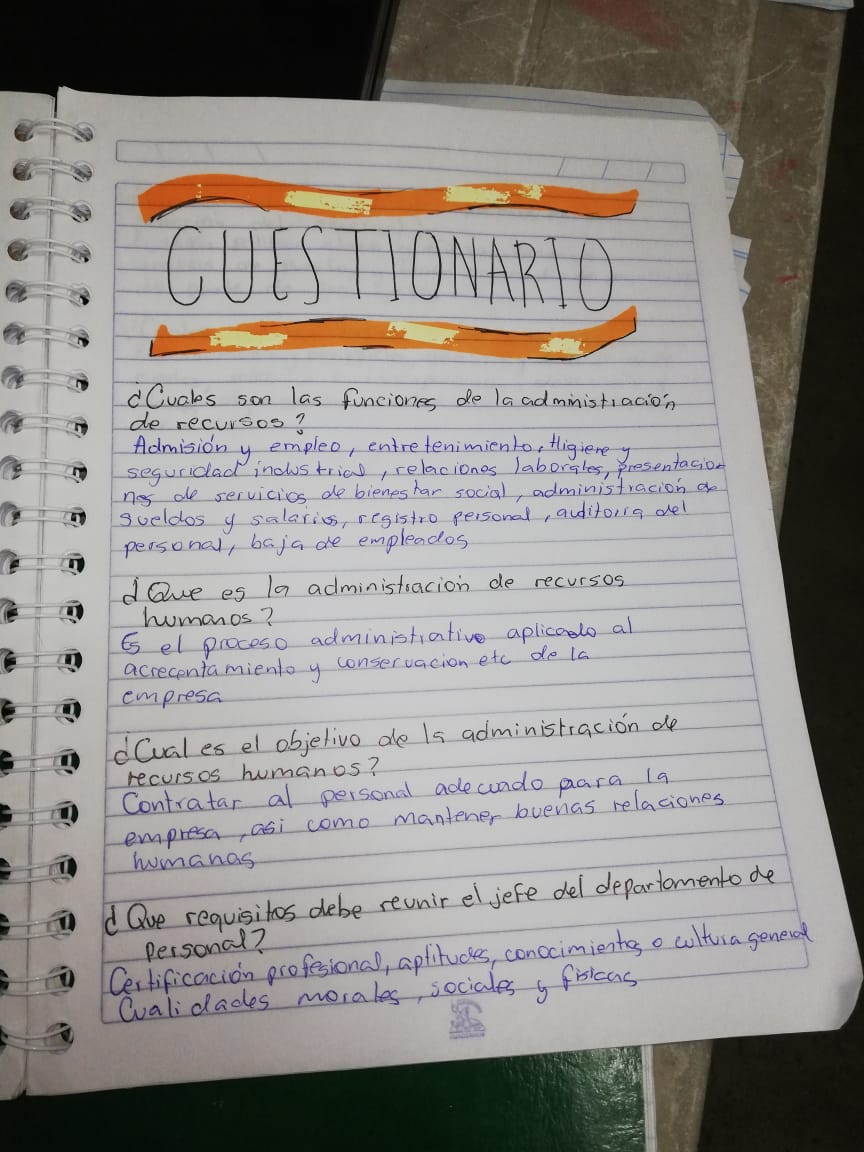 CUESTIONARIO
¿Cuales son las funciones de la administración
de recursos?
Admisión y empleo, entretenimiento, Higiene y
seguridad industrial, relaciones laborales, presentacio
nes de servicios de bienestar social, administración de
sueldos y salarios, registro personal, auditoria del
personal, baja de empleados
¿Que es la administración de recursos
humanos?
Es el proceso administrativo aplicado al
acrecentamiento y conservacion etc de la
empresa
¿Cual es el objetivo de la administración de
recursos humanos?
Contratar al personal adecuado para la
empresa, asi como mantener buenas relaciones
humanas
¿Que requisitos debe reunir el jefe del departamento de
Personal?
Certificación profesional, aptitudes, conocimientos o cultura general
Cualidades morales, sociales y físicas